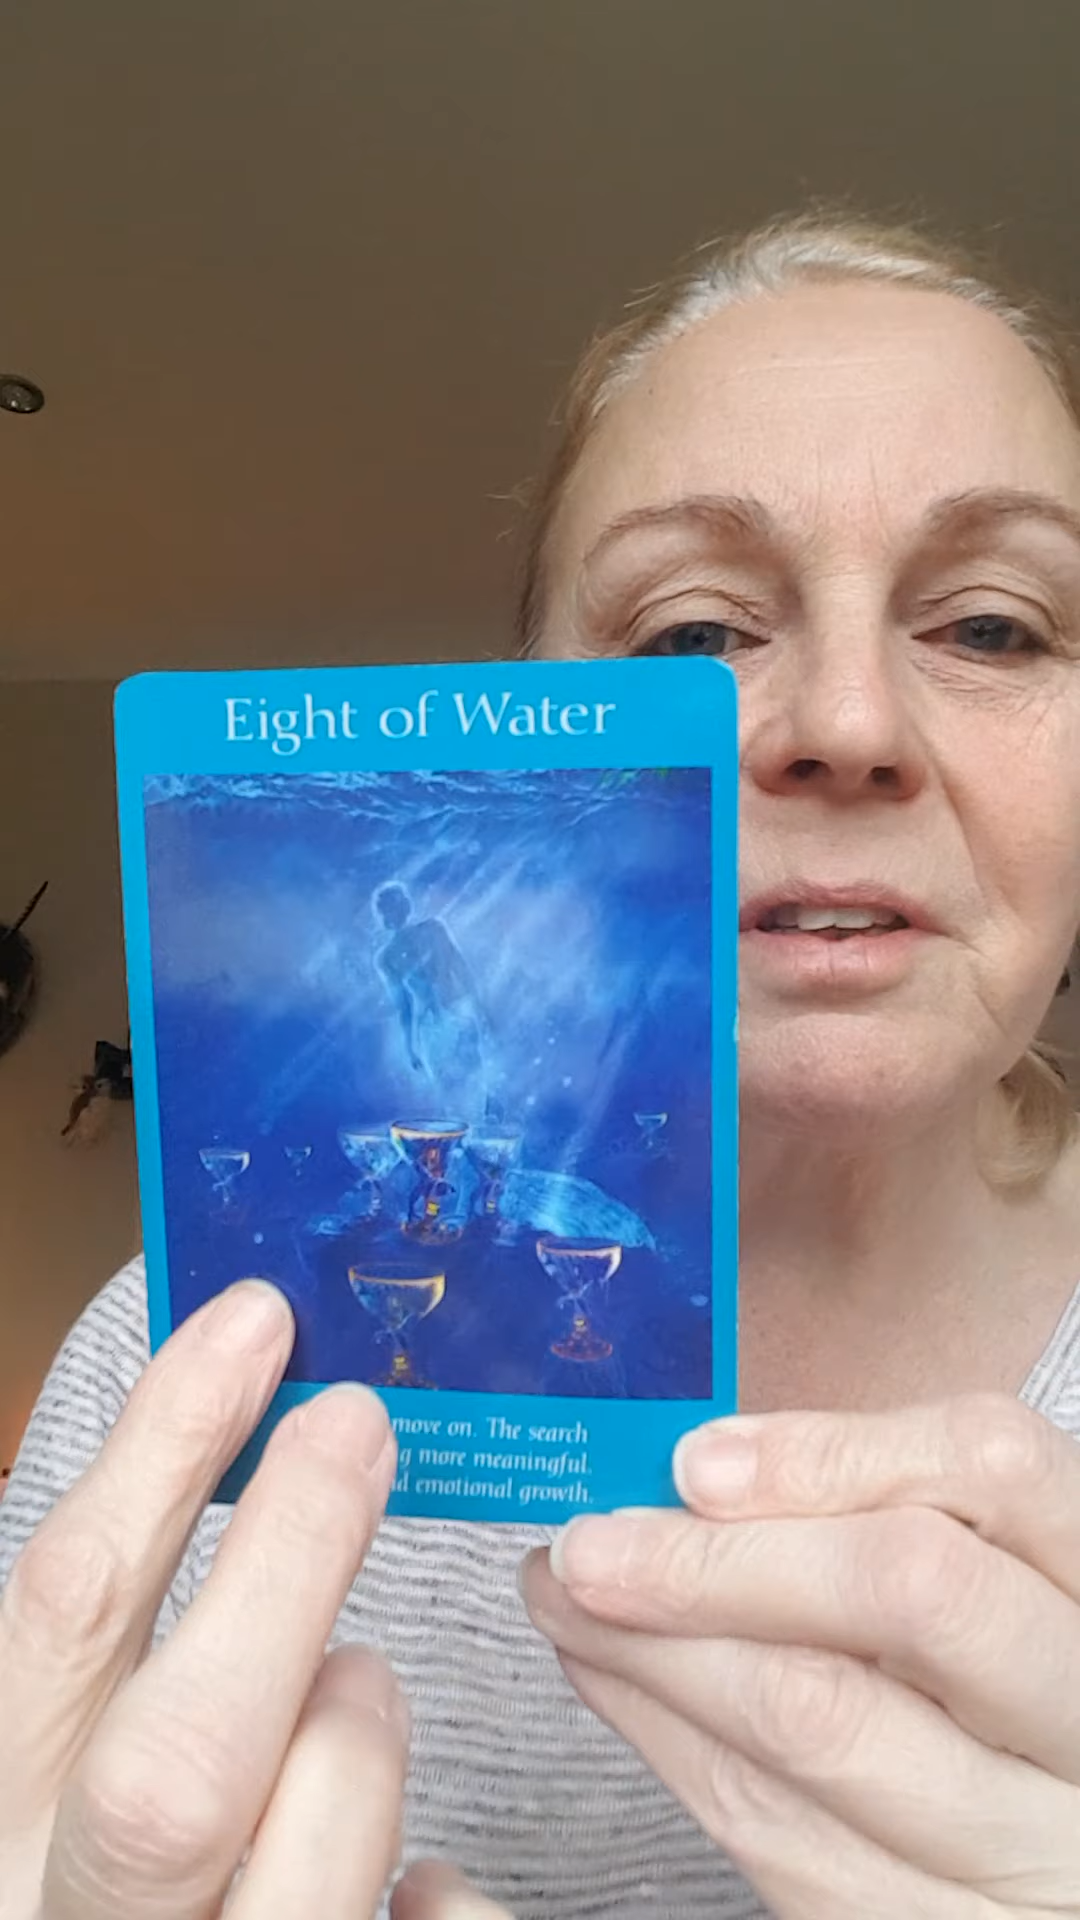 Eight of Water
move on. The search
g more meaningful.
d emotional growth.